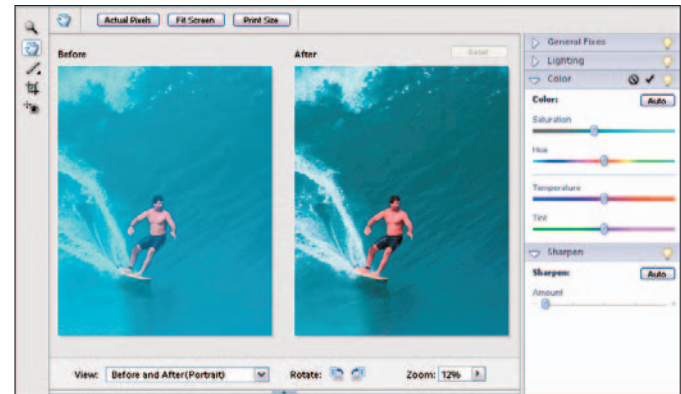 Actual Pixels Fit Screen Print Size
Before
After
Reset
General Fixes
Lighting
Color
Color:
Auto
Saturation
Hue
Temperature
Tint
Sharpen
Sharpen:
Auto
Amount
View: Before and After(Portrait) Rotate: Zoom: 12%